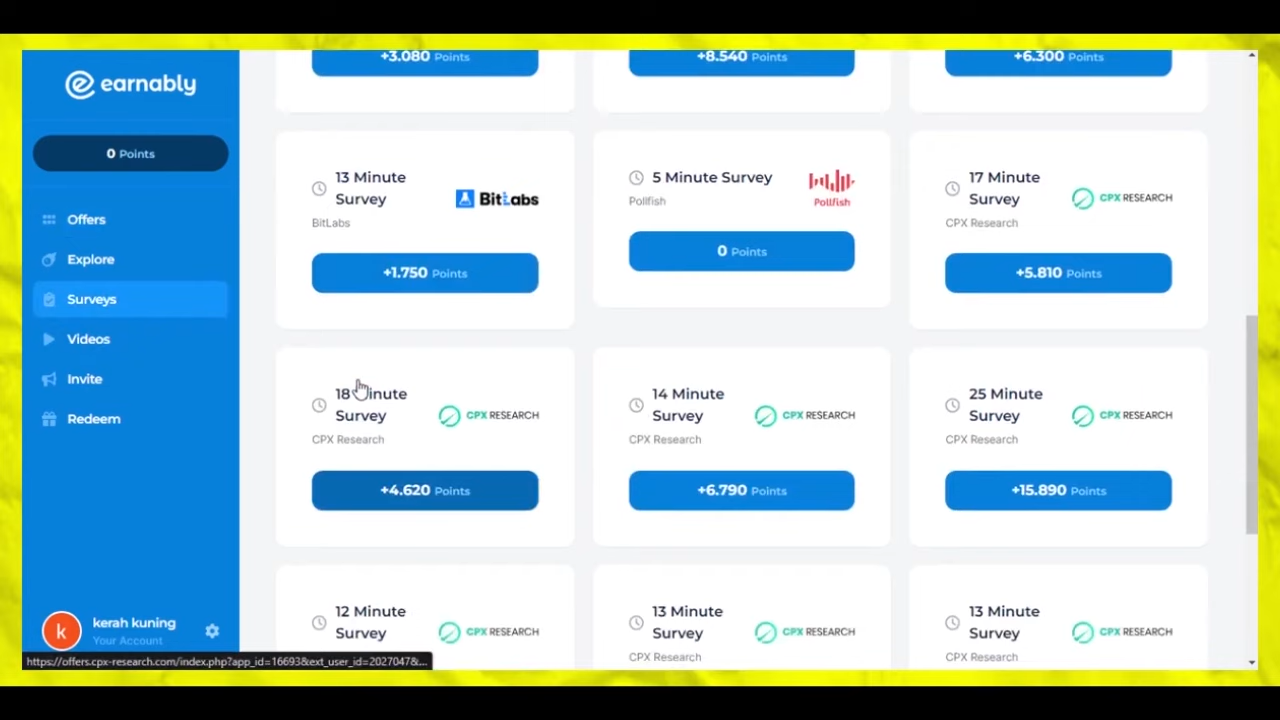 earnably
0 Points
Offers
Explore
Surveys
Videos
Invite
Redeem
kerah kuning
Your Account
+3.080 Points
+8.540 Points
+6.300 Points
13 Minute
Survey
BitLabs
BitLabs
+1.750 Points
5 Minute Survey
Pollfish
Pollfish
0 Points
17 Minute
Survey
CPX RESEARCH
CPX Research
+5.810 Points
18 Minute
Survey
CPX RESEARCH
CPX Research
+4.620 Points
14 Minute
Survey
CPX RESEARCH
CPX Research
+6.790 Points
25 Minute
Survey
CPX RESEARCH
CPX Research
+15.890 Points
12 Minute
Survey
CPX RESEARCH
13 Minute
Survey
CPX RESEARCH
CPX Research
13 Minute
Survey
CPX RESEARCH
CPX Research
https://offers.cpx-research.com/index.php?app_id=16693&ext_user_id=2027047&...